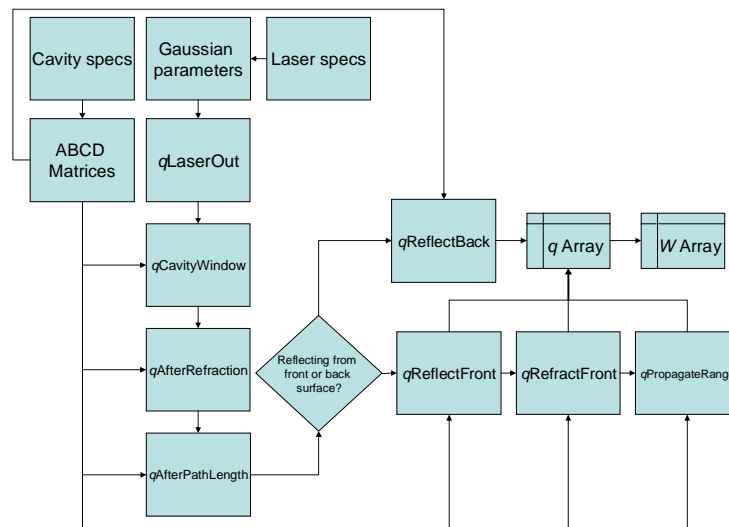 Cavity specs
Gaussian
parameters
Laser specs
ABCD
Matrices
qLaserOut
qReflectBack
q Array
W Array
qCavityWindow
qAfterRefraction
Reflecting from
front or back
surface?
qReflectFront
qRefractFront
qPropagateRange
qAfterPathLength